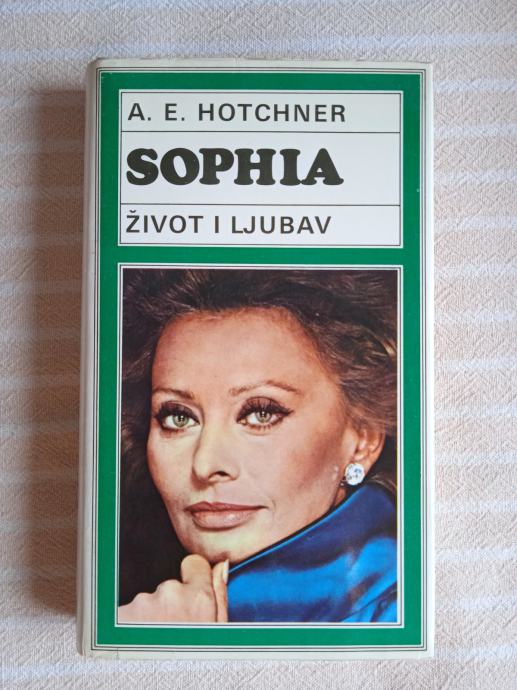 A. E. HOTCHNER
SOPHIA
ŽIVOT I LJUBAV